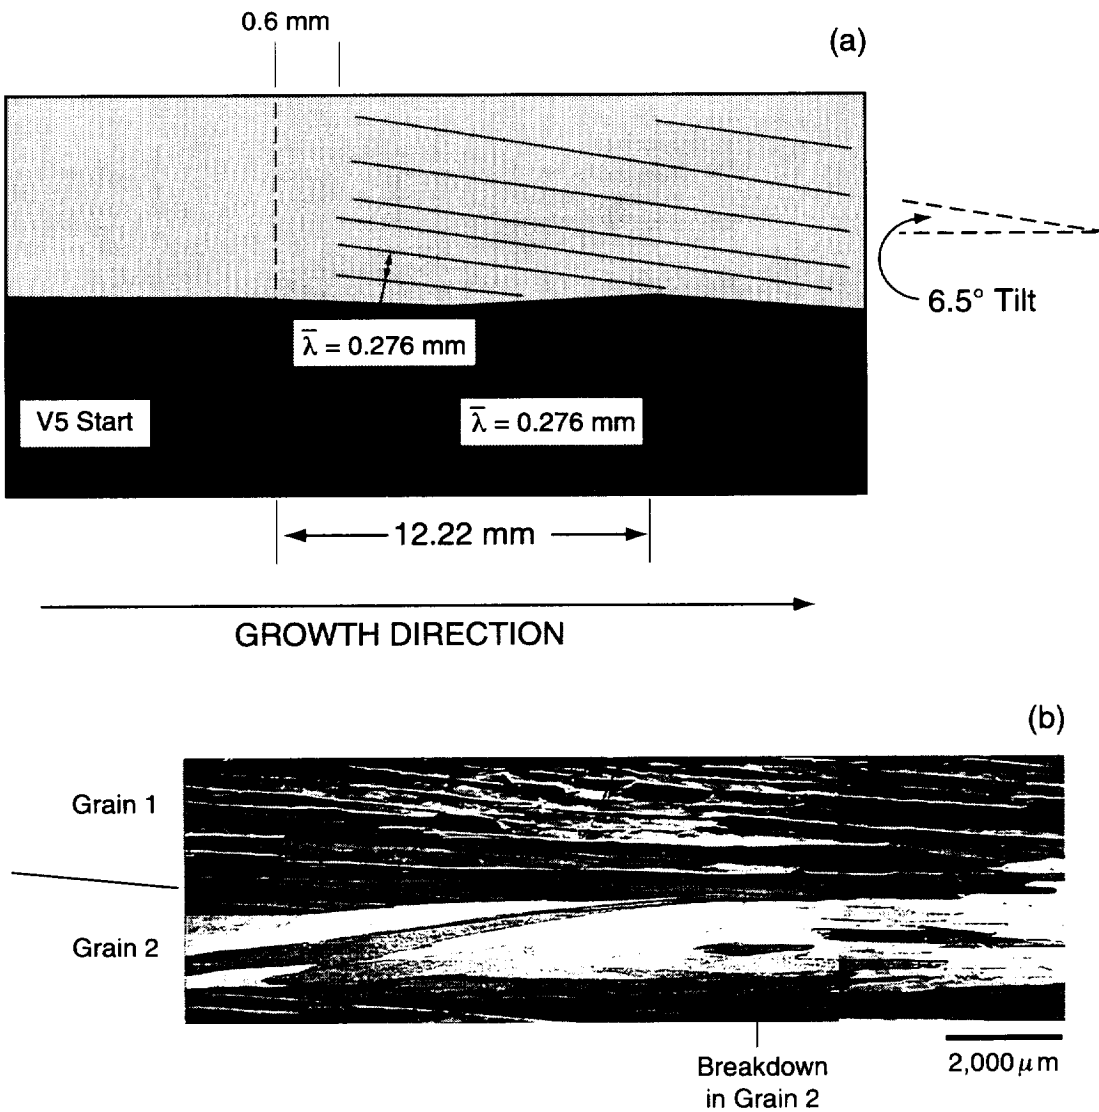 0.6 mm
(a)
6.5° Tilt
λ̄ = 0.276 mm
V5 Start
λ̄ = 0.276 mm
12.22 mm
GROWTH DIRECTION
(b)
Grain 1
Grain 2
Breakdown
in Grain 2
2,000 μm